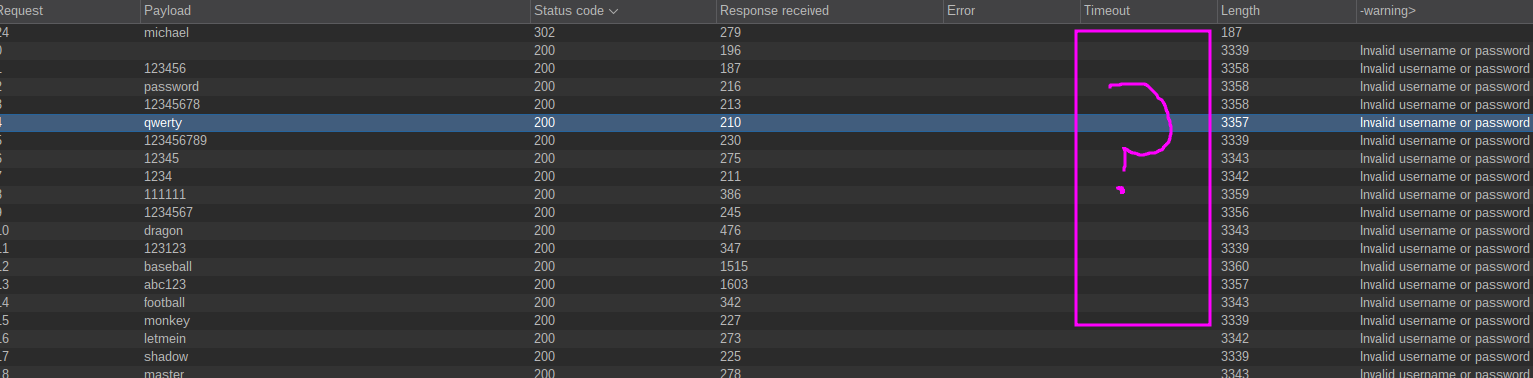 Request Payload Status code Response received Error Timeout Length -warning>
24 michael 302 279 187
0 200 196 3339 Invalid username or password
1 123456 200 187 3358 Invalid username or password
2 password 200 216 3358 Invalid username or password
3 12345678 200 213 3358 Invalid username or password
4 qwerty 200 210 3357 Invalid username or password
5 123456789 200 230 3339 Invalid username or password
6 12345 200 275 3343 Invalid username or password
7 1234 200 211 3342 Invalid username or password
8 111111 200 386 3359 Invalid username or password
9 1234567 200 245 3356 Invalid username or password
10 dragon 200 476 3343 Invalid username or password
11 123123 200 347 3339 Invalid username or password
12 baseball 200 1515 3360 Invalid username or password
13 abc123 200 1603 3357 Invalid username or password
14 football 200 342 3343 Invalid username or password
15 monkey 200 227 3339 Invalid username or password
16 letmein 200 273 3342 Invalid username or password
17 shadow 200 225 3339 Invalid username or password
18 master 200 278 3343 Invalid username or password
?